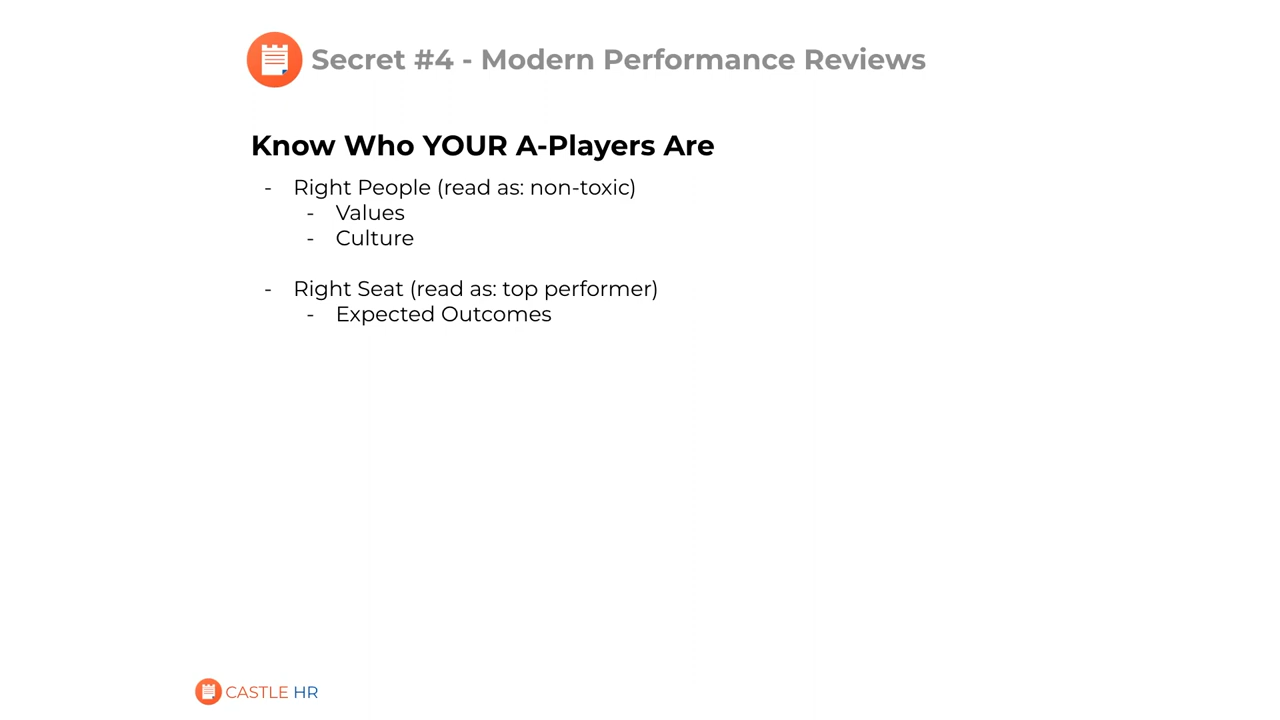 Secret #4 - Modern Performance Reviews
Know Who YOUR A-Players Are
- Right People (read as: non-toxic)
- Values
- Culture
- Right Seat (read as: top performer)
- Expected Outcomes
CASTLE HR